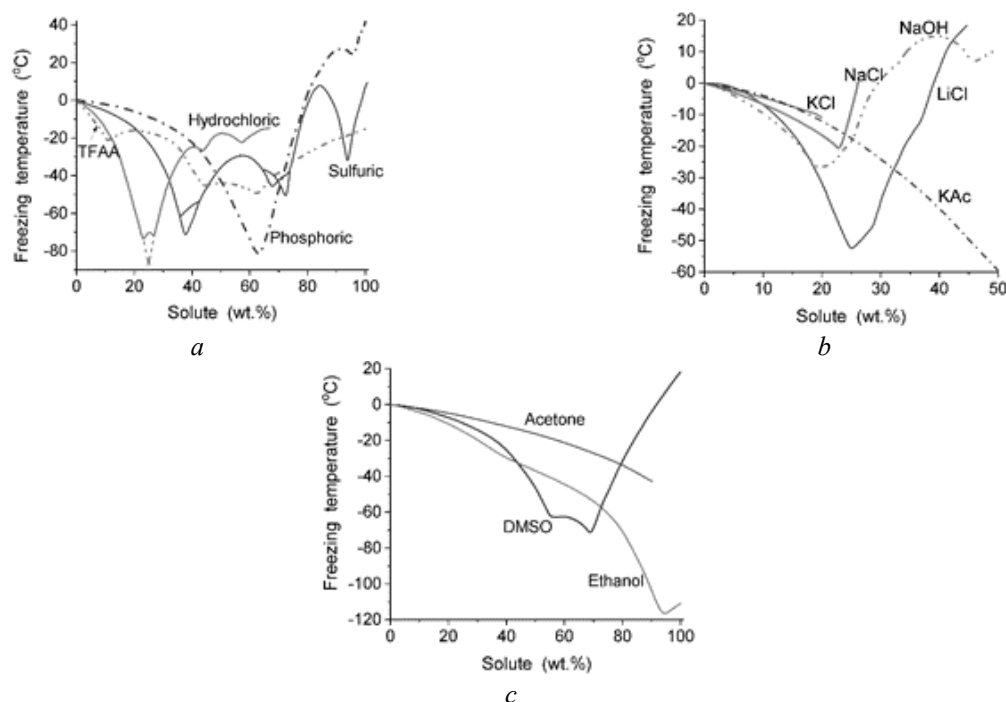 Freezing temperature (°C)
40
20
0
-20
-40
-60
-80
TFAA
Hydrochloric
Sulfuric
Phosphoric
0 20 40 60 80 100
Solute (wt.%)
a
Freezing temperature (°C)
20
10
0
-10
-20
-30
-40
-50
-60
NaOH
NaCl
KCl
LiCl
KAc
0 10 20 30 40 50
Solute (wt.%)
b
Freezing temperature (°C)
20
0
-20
-40
-60
-80
-100
-120
Acetone
DMSO
Ethanol
0 20 40 60 80 100
Solute (wt.%)
c